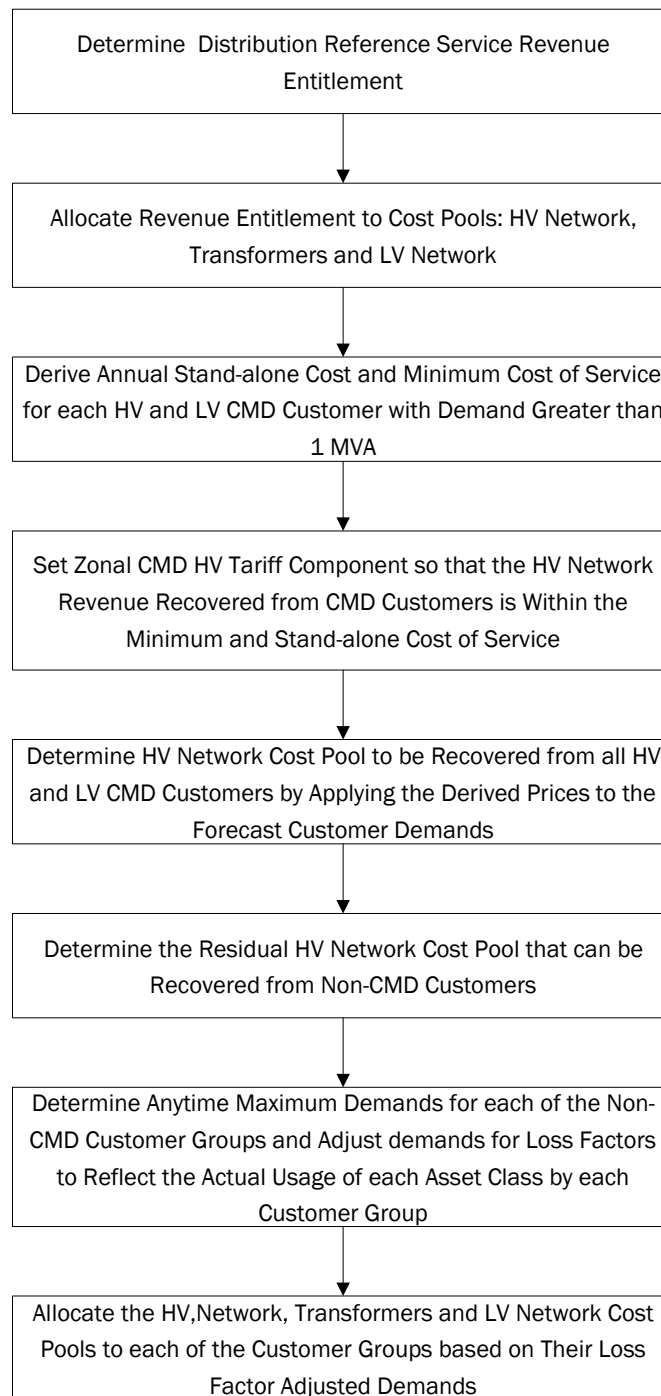 Determine  Distribution Reference Service Revenue
Entitlement
Allocate Revenue Entitlement to Cost Pools: HV Network,
Transformers and LV Network
Derive Annual Stand-alone Cost and Minimum Cost of Service
for each HV and LV CMD Customer with Demand Greater than
1 MVA
Set Zonal CMD HV Tariff Component so that the HV Network
Revenue Recovered from CMD Customers is Within the
Minimum and Stand-alone Cost of Service
Determine HV Network Cost Pool to be Recovered from all HV
and LV CMD Customers by Applying the Derived Prices to the
Forecast Customer Demands
Determine the Residual HV Network Cost Pool that can be
Recovered from Non-CMD Customers
Determine Anytime Maximum Demands for each of the Non-
CMD Customer Groups and Adjust demands for Loss Factors
to Reflect the Actual Usage of each Asset Class by each
Customer Group
Allocate the HV,Network, Transformers and LV Network Cost
Pools to each of the Customer Groups based on Their Loss
Factor Adjusted Demands